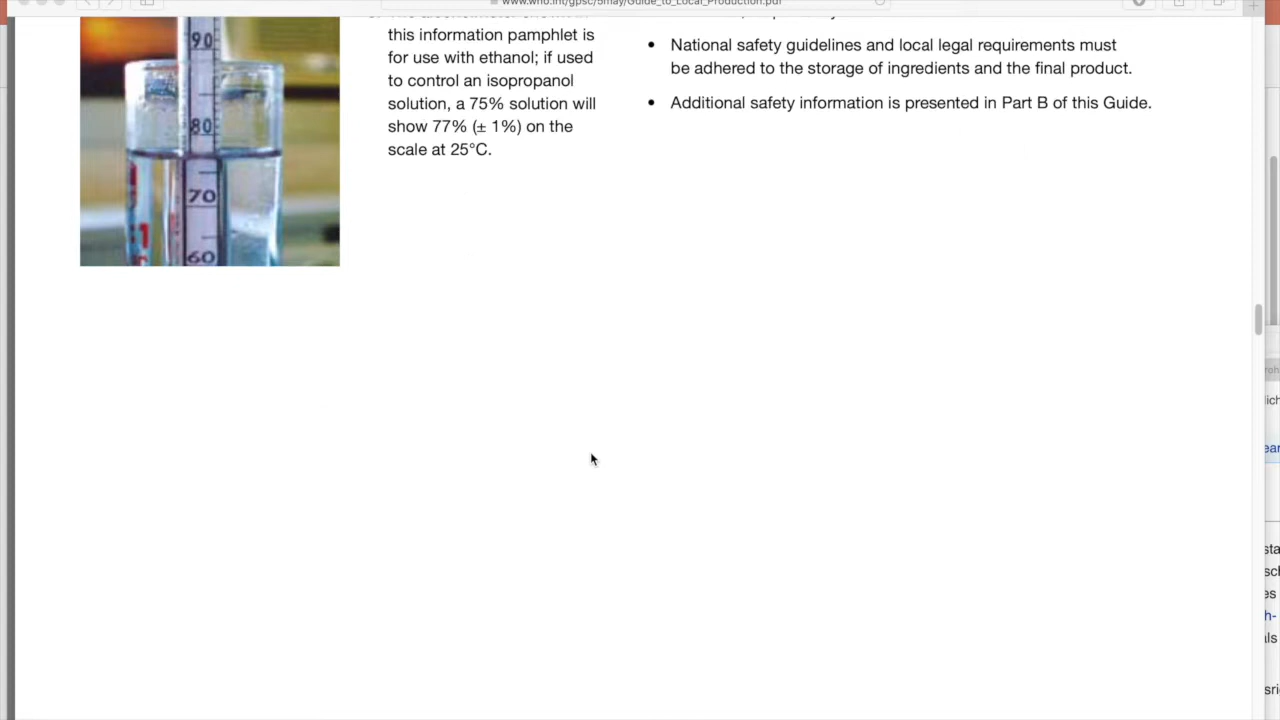 www.who.int/gpsc/5may/Guide_to_Local_Production.pdf
this information pamphlet is
for use with ethanol; if used
to control an isopropanol
solution, a 75% solution will
show 77% (± 1%) on the
scale at 25°C.
• National safety guidelines and local legal requirements must
be adhered to the storage of ingredients and the final product.
• Additional safety information is presented in Part B of this Guide.
90
80
70
60